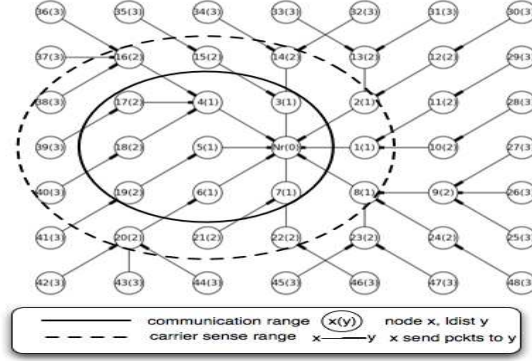 36(3) 35(3) 34(3) 33(3) 32(3) 31(3) 30(3)
37(3) 16(2) 15(2) 14(2) 13(2) 12(2) 29(3)
38(3) 17(2) 4(1) 3(1) 2(1) 11(2) 28(3)
39(3) 18(2) 5(1) Nr(0) 1(1) 10(2) 27(3)
40(3) 19(2) 6(1) 7(1) 8(1) 9(2) 26(3)
41(3) 20(2) 21(2) 22(2) 23(2) 24(2) 25(3)
42(3) 43(3) 44(3) 45(3) 46(3) 47(3) 48(3)
communication range x(y) node x, ldist y
carrier sense range x y x send pckts to y